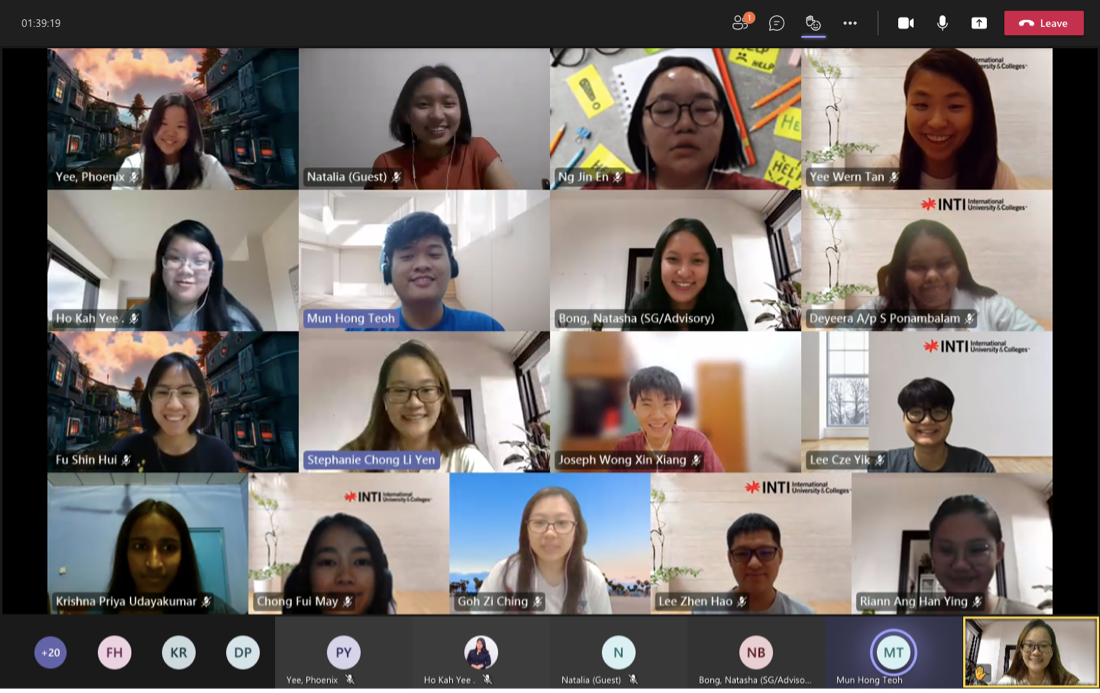 01:39:19
1
Leave
Yee, Phoenix
Natalia (Guest)
HELP
HELP
He
HELP
HELP
Ng Jin En
International
University & Colleges
Yee Wern Tan
Ho Kah Yee .
Mun Hong Teoh
Bong, Natasha (SG/Advisory)
INTI International
University & Colleges
Deyeera A/p S Ponambalam
Fu Shin Hui
Stephanie Chong Li Yen
Joseph Wong Xin Xiang
INTI International
University & Colleges
Lee Cze Yik
Krishna Priya Udayakumar
INTI International
University & Colleges
Chong Fui May
Goh Zi Ching
INTI International
University & Colleges
Lee Zhen Hao
Riann Ang Han Ying
+20
FH
KR
DP
PY
Yee, Phoenix
Ho Kah Yee .
N
Natalia (Guest)
NB
Bong, Natasha (SG/Adviso...
MT
Mun Hong Teoh